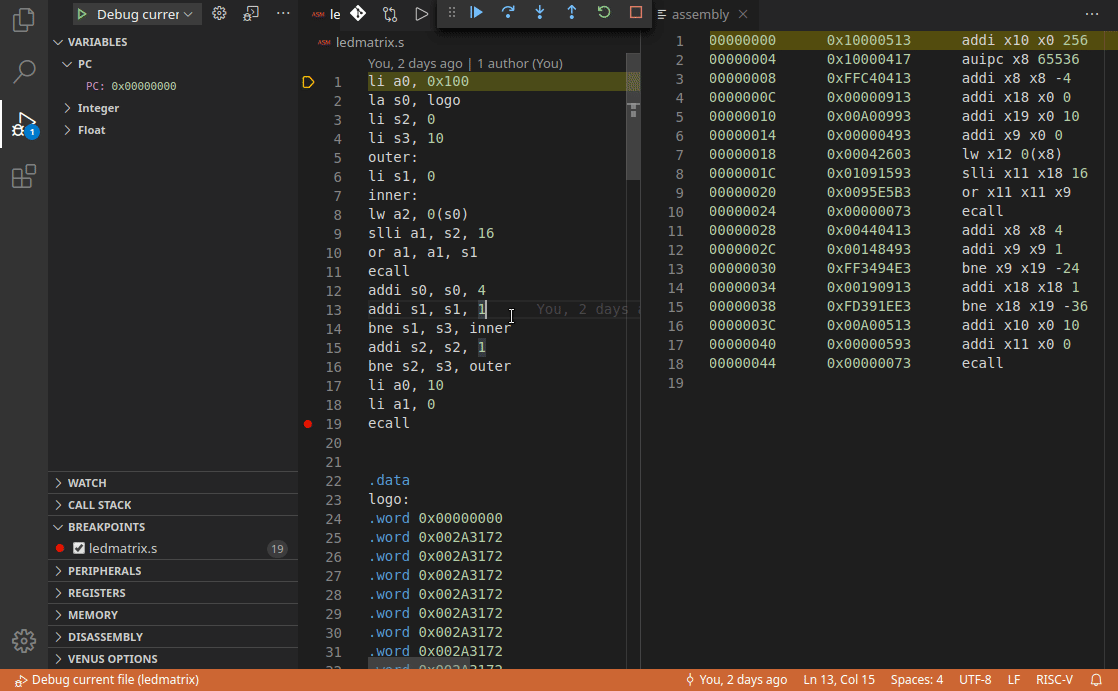 Debug currer
VARIABLES
PC
PC: 0x00000000
Integer
Float
1
WATCH
CALL STACK
BREAKPOINTS
ledmatrix.s 19
PERIPHERALS
REGISTERS
MEMORY
DISASSEMBLY
VENUS OPTIONS
ASM le
ASM ledmatrix.s
You, 2 days ago | 1 author (You)
1 li a0, 0x100
2 la s0, logo
3 li s2, 0
4 li s3, 10
5 outer:
6 li s1, 0
7 inner:
8 lw a2, 0(s0)
9 slli a1, s2, 16
10 or a1, a1, s1
11 ecall
12 addi s0, s0, 4
13 addi s1, s1, 1 You, 2 days a
14 bne s1, s3, inner
15 addi s2, s2, 1
16 bne s2, s3, outer
17 li a0, 10
18 li a1, 0
19 ecall
20
21
22 .data
23 logo:
24 .word 0x00000000
25 .word 0x002A3172
26 .word 0x002A3172
27 .word 0x002A3172
28 .word 0x002A3172
29 .word 0x002A3172
30 .word 0x002A3172
31 .word 0x002A3172
32 .word 0x002A3172
assembly
1 00000000 0x10000513 addi x10 x0 256
2 00000004 0x10000417 auipc x8 65536
3 00000008 0xFFC40413 addi x8 x8 -4
4 0000000C 0x00000913 addi x18 x0 0
5 00000010 0x00A00993 addi x19 x0 10
6 00000014 0x00000493 addi x9 x0 0
7 00000018 0x00042603 lw x12 0(x8)
8 0000001C 0x01091593 slli x11 x18 16
9 00000020 0x0095E5B3 or x11 x11 x9
10 00000024 0x00000073 ecall
11 00000028 0x00440413 addi x8 x8 4
12 0000002C 0x00148493 addi x9 x9 1
13 00000030 0xFF3494E3 bne x9 x19 -24
14 00000034 0x00190913 addi x18 x18 1
15 00000038 0xFD391EE3 bne x18 x19 -36
16 0000003C 0x00A00513 addi x10 x0 10
17 00000040 0x00000593 addi x11 x0 0
18 00000044 0x00000073 ecall
19
Debug current file (ledmatrix)
You, 2 days ago Ln 13, Col 15 Spaces: 4 UTF-8 LF RISC-V